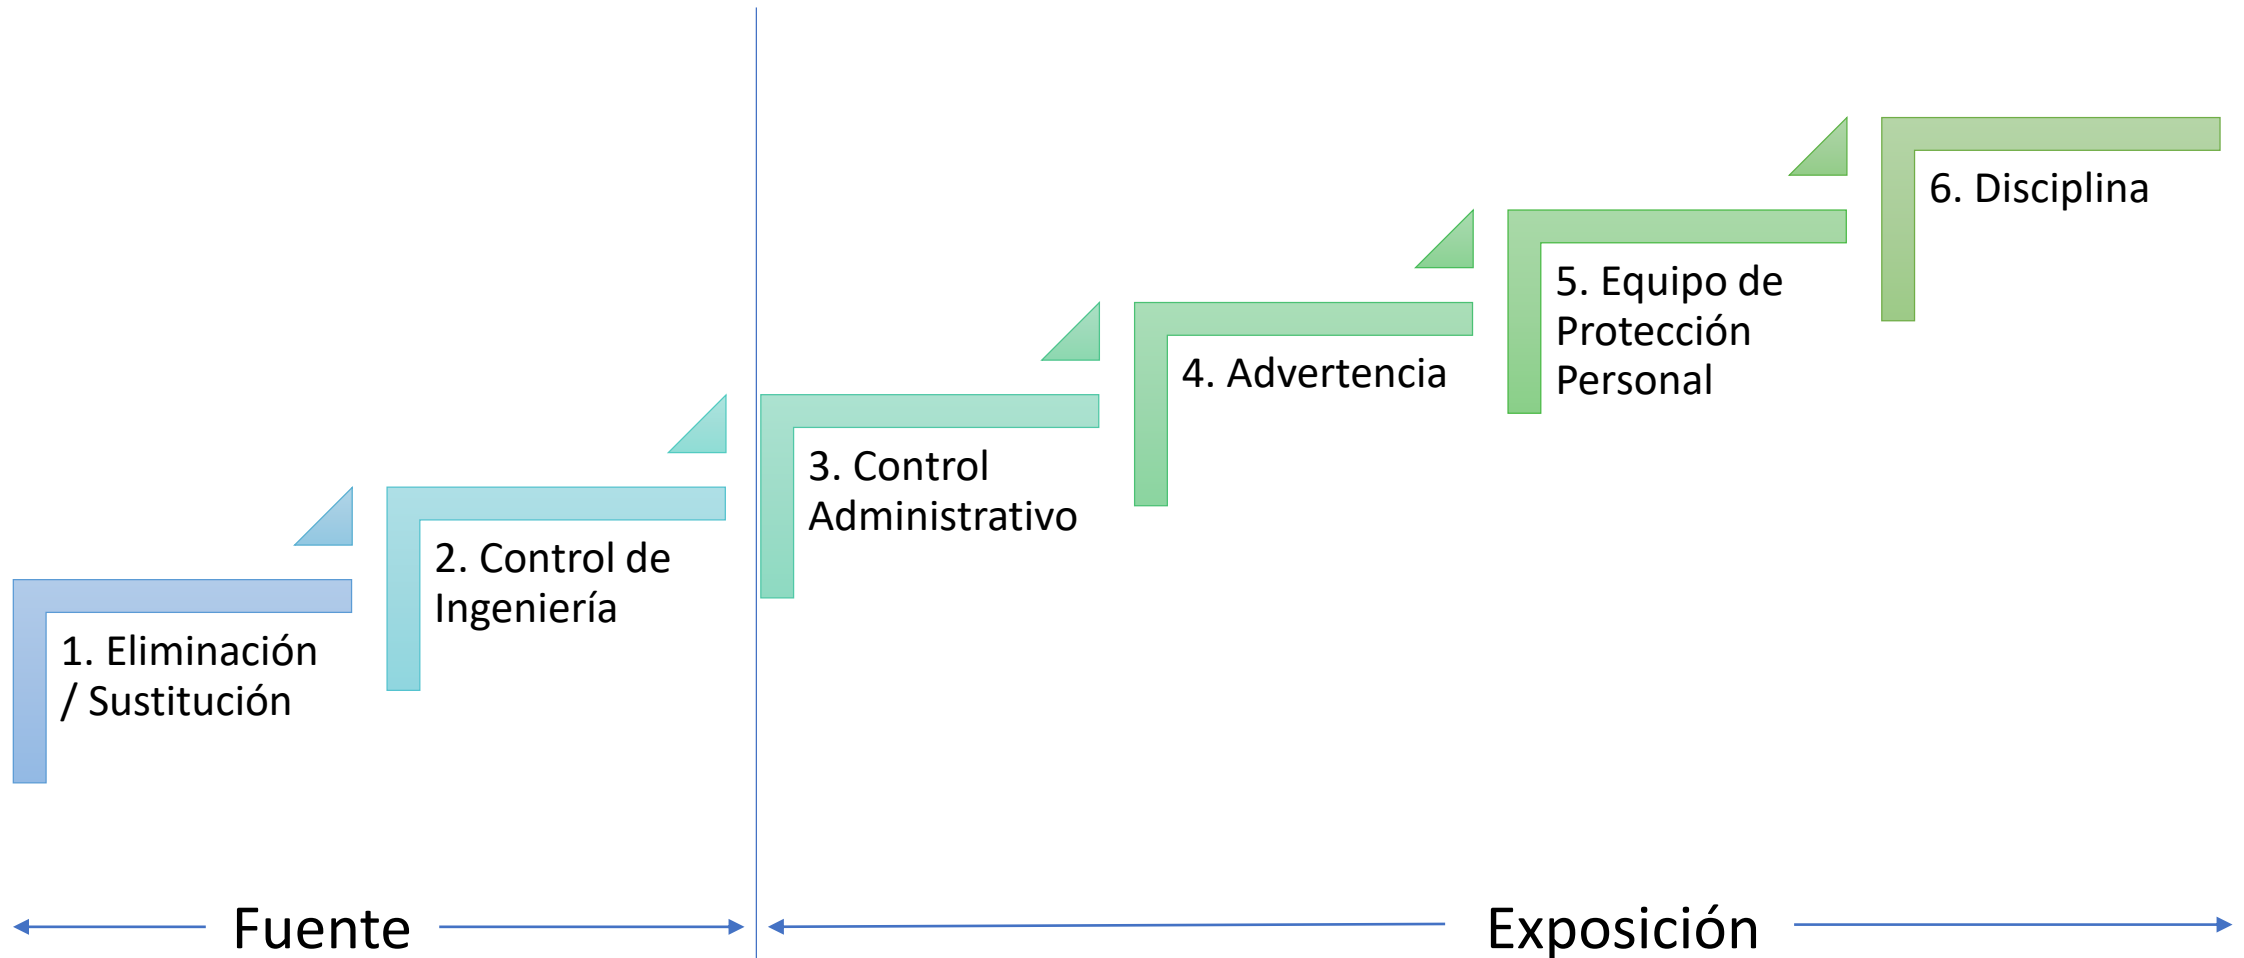 1. Eliminación
/ Sustitución
2. Control de
Ingeniería
3. Control
Administrativo
4. Advertencia
5. Equipo de
Protección
Personal
6. Disciplina
Fuente
Exposición